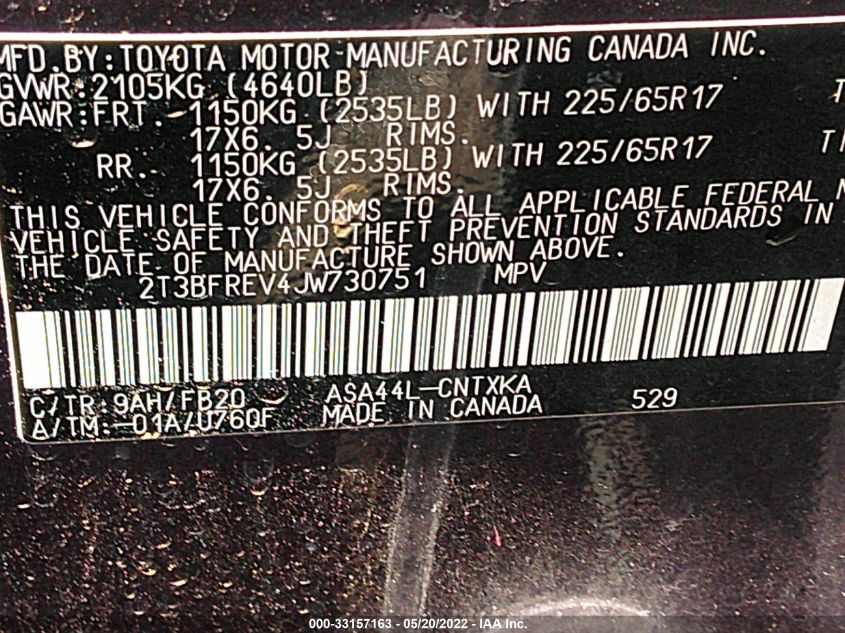 MFD.BY:TOYOTA MOTOR MANUFACTURING CANADA INC.
GVWR:2105KG (4640LB)
GAWR:FRT. 1150KG (2535LB) WITH 225/65R17
17X6. 5J RIMS.
RR. 1150KG (2535LB) WITH 225/65R17
17X6. 5J RIMS.
THIS VEHICLE CONFORMS TO ALL APPLICABLE FEDERAL
VEHICLE SAFETY AND THEFT PREVENTION STANDARDS IN
THE DATE OF MANUFACTURE SHOWN ABOVE.
2T3BFREV4JW730751 MPV
C/TR:9AH/FB20 ASA44L-CNTXKA
A/TM:-01A/U760F MADE IN CANADA 529
000-33157163 - 05/20/2022 - IAA Inc.